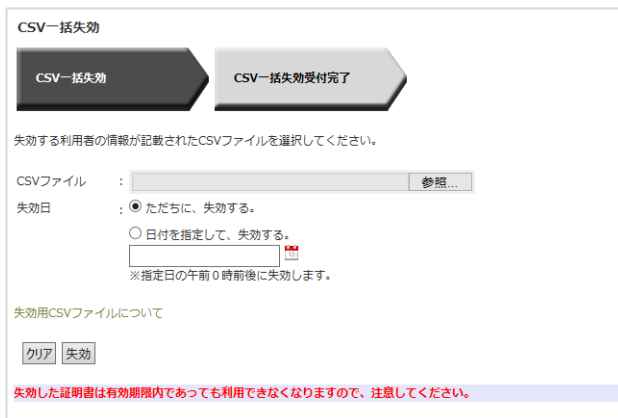 CSV一括失効
CSV一括失効
CSV一括失効受付完了
失効する利用者の情報が記載されたCSVファイルを選択してください。
CSVファイル : 参照...
失効日 : ただちに、失効する。
日付を指定して、失効する。
※指定日の午前０時前後に失効します。
失効用CSVファイルについて
クリア 失効
失効した証明書は有効期限内であっても利用できなくなりますので、注意してください。